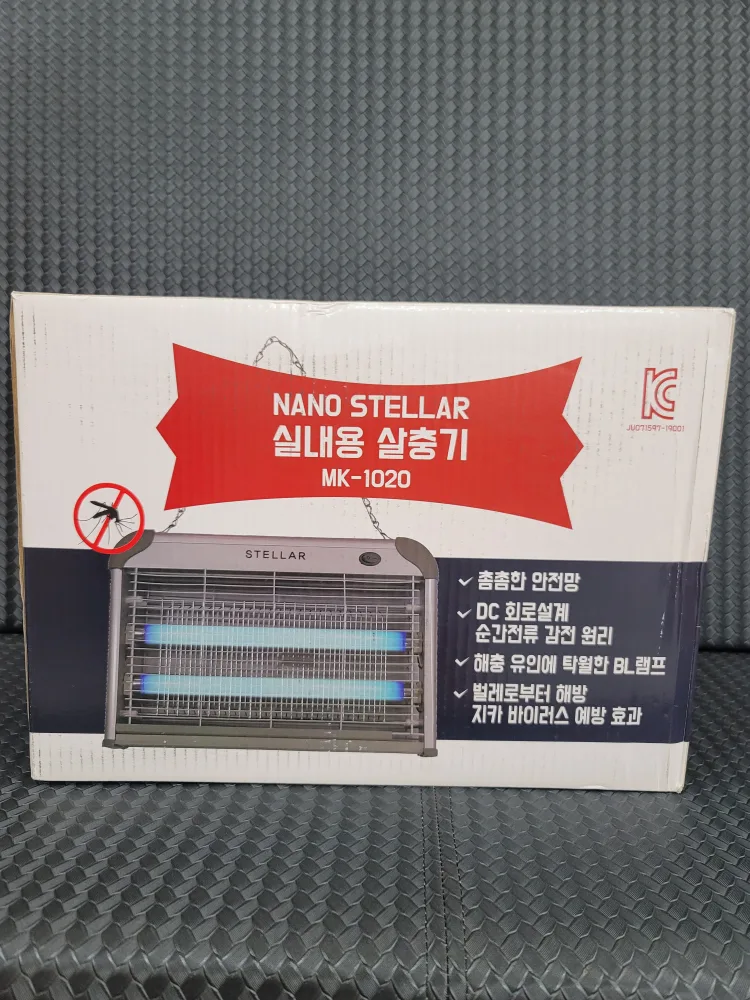 NANO STELLAR
실내용 살충기
MK-1020
KC
JU071597-19001
STELLAR
촘촘한 안전망
DC 회로설계
순간전류 감전 원리
해충 유인에 탁월한 BL램프
벌레로부터 해방
지카 바이러스 예방 효과